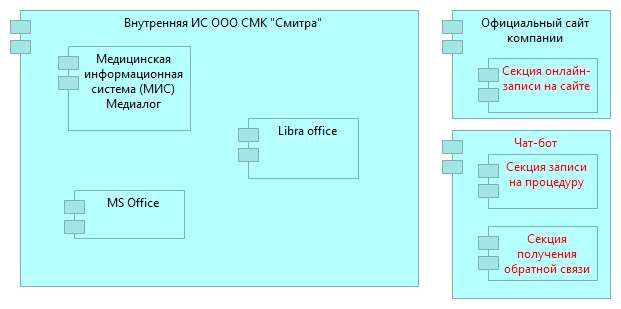 Внутренняя ИС ООО СМК "Смитра"
Медицинская
информационная
система (МИС)
Медиалог
Libra office
MS Office
Официальный сайт
компании
Секция онлайн-
записи на сайте
Чат-бот
Секция записи
на процедуру
Секция
получения
обратной связи